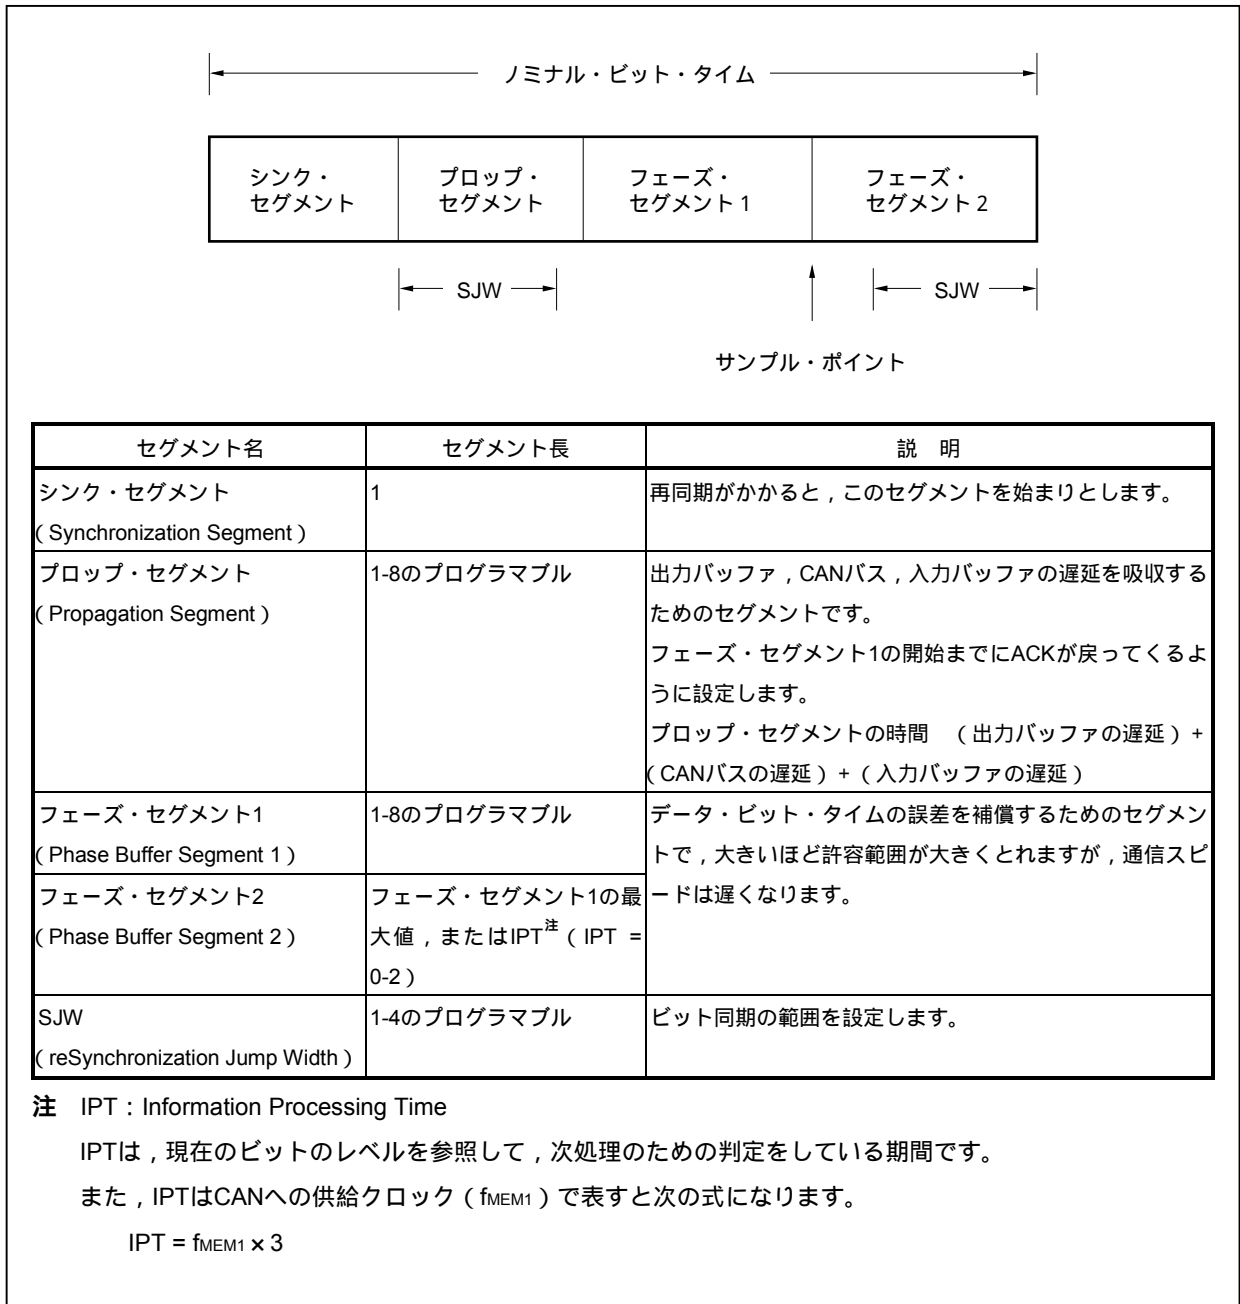 ノミナル・ビット・タイム
シンク・
セグメント
プロップ・
セグメント
フェーズ・
セグメント1
フェーズ・
セグメント2
SJW
SJW
サンプル・ポイント
セグメント名
セグメント長
説 明
シンク・セグメント
(Synchronization Segment)
1
再同期がかかると,このセグメントを始まりとします。
プロップ・セグメント
(Propagation Segment)
1-8のプログラマブル
出力バッファ,CANバス,入力バッファの遅延を吸収する
ためのセグメントです。
フェーズ・セグメント1の開始までにACKが戻ってくるよ
うに設定します。
プロップ・セグメントの時間 (出力バッファの遅延)+
(CANバスの遅延)+(入力バッファの遅延)
フェーズ・セグメント1
(Phase Buffer Segment 1)
1-8のプログラマブル
データ・ビット・タイムの誤差を補償するためのセグメン
トで,大きいほど許容範囲が大きくとれますが,通信スピ
ードは遅くなります。
フェーズ・セグメント2
(Phase Buffer Segment 2)
フェーズ・セグメント1の最
大値,またはIPT注(IPT =
0-2)
SJW
(reSynchronization Jump Width)
1-4のプログラマブル
ビット同期の範囲を設定します。
注 IPT:Information Processing Time
IPTは,現在のビットのレベルを参照して,次処理のための判定をしている期間です。
また,IPTはCANへの供給クロック(fMEM1)で表すと次の式になります。
IPT = fMEM1 × 3